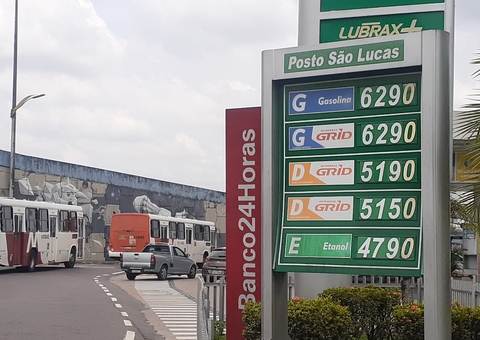 LUBRAX+
Posto São Lucas
G Gasolina 6290
G GRID 6290
D GRID 5190
D GRID 5150
E Etanol 4790
Banco24Horas